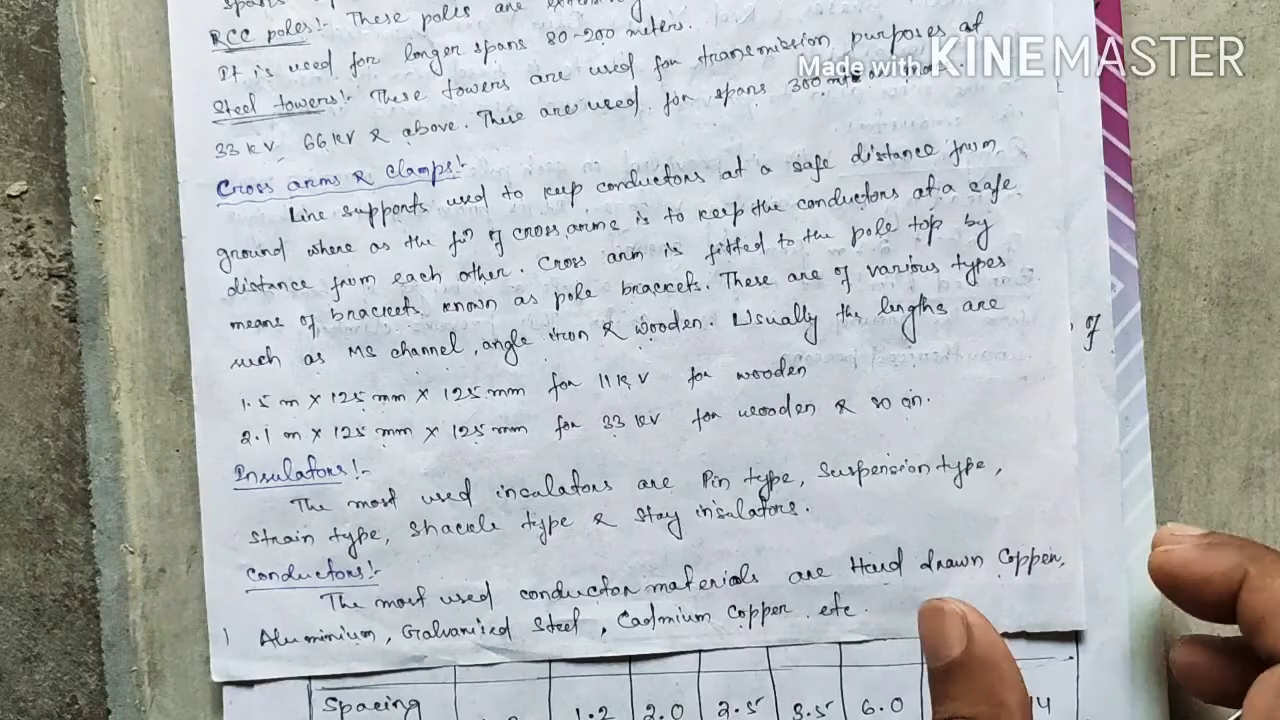 RCC poles:- These poles are
It is used for longer spans 80-200 meters.
Steel towers:- These towers are used for transmission purposes at
33 kV, 66 kV & above. These are used for spans 300 mts or
Cross arms & clamps:-
Line supports used to keep conductors at a safe distance from
ground where as the fun of cross arms is to keep the conductors at a safe
distance from each other. Cross arm is fitted to the pole top by
means of brackets known as pole brackets. These are of various types
such as MS channel, angle iron & wooden. Usually the lengths are
1.5 m × 125 mm × 125 mm for 11 kV for wooden
2.1 m × 125 mm × 125 mm for 33 kV for wooden & so on.
Insulators:-
The most used insulators are Pin type, Suspension type,
Strain type, Shackle type & Stay insulators.
Conductors:-
The most used conductor materials are Hard drawn Copper,
Aluminium, Galvanized Steel, Cadmium Copper etc.
Spacing 1.2 2.0 2.5 3.5 6.0 14
of
Made with KINEMASTER